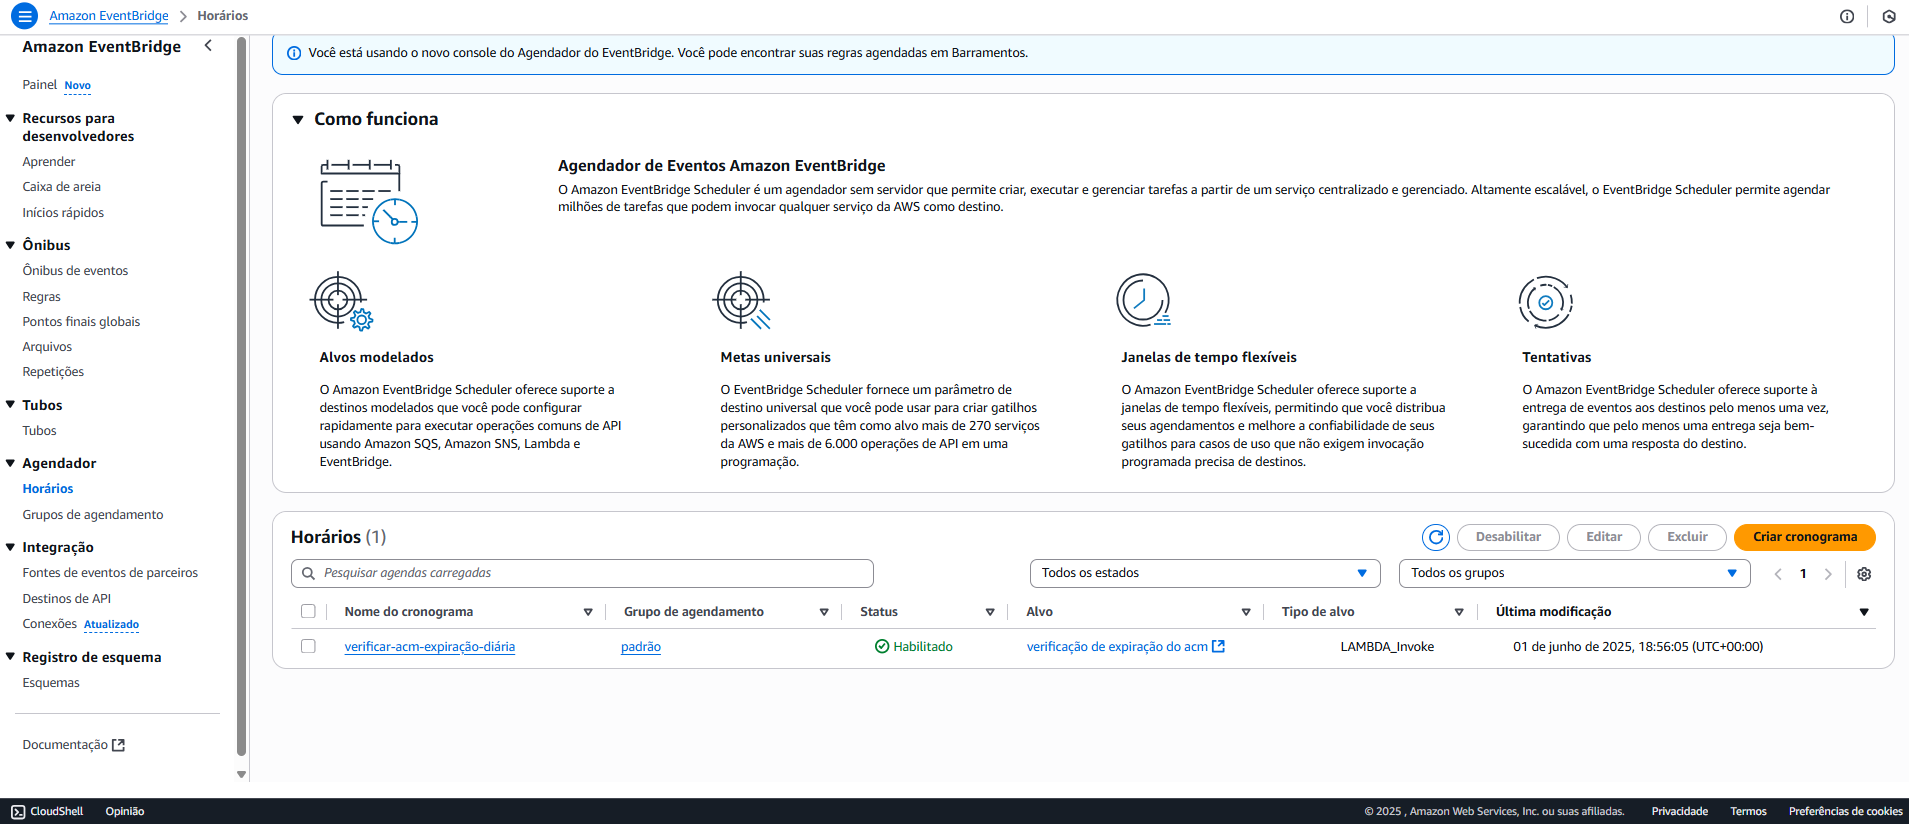 Amazon EventBridge > Horários
Amazon EventBridge
Painel Novo
Recursos para
desenvolvedores
Aprender
Caixa de areia
Inícios rápidos
Ônibus
Ônibus de eventos
Regras
Pontos finais globais
Arquivos
Repetições
Tubos
Tubos
Agendador
Horários
Grupos de agendamento
Integração
Fontes de eventos de parceiros
Destinos de API
Conexões Atualizado
Registro de esquema
Esquemas
Documentação
Você está usando o novo console do Agendador do EventBridge. Você pode encontrar suas regras agendadas em Barramentos.
Como funciona
Agendador de Eventos Amazon EventBridge
O Amazon EventBridge Scheduler é um agendador sem servidor que permite criar, executar e gerenciar tarefas a partir de um serviço centralizado e gerenciado. Altamente escalável, o EventBridge Scheduler permite agendar
milhões de tarefas que podem invocar qualquer serviço da AWS como destino.
Alvos modelados
O Amazon EventBridge Scheduler oferece suporte a
destinos modelados que você pode configurar
rapidamente para executar operações comuns de API
usando Amazon SQS, Amazon SNS, Lambda e
EventBridge.
Metas universais
O EventBridge Scheduler fornece um parâmetro de
destino universal que você pode usar para criar gatilhos
personalizados que têm como alvo mais de 270 serviços
da AWS e mais de 6.000 operações de API em uma
programação.
Janelas de tempo flexíveis
O Amazon EventBridge Scheduler oferece suporte a
janelas de tempo flexíveis, permitindo que você distribua
seus agendamentos e melhore a confiabilidade de seus
gatilhos para casos de uso que não exigem invocação
programada precisa de destinos.
Tentativas
O Amazon EventBridge Scheduler oferece suporte à
entrega de eventos aos destinos pelo menos uma vez,
garantindo que pelo menos uma entrega seja bem-
sucedida com uma resposta do destino.
Horários (1)
Desabilitar Editar Excluir Criar cronograma
Pesquisar agendas carregadas Todos os estados Todos os grupos 1
Nome do cronograma Grupo de agendamento Status Alvo Tipo de alvo Última modificação
verificar-acm-expiração-diária padrão Habilitado verificação de expiração do acm LAMBDA_Invoke 01 de junho de 2025, 18:56:05 (UTC+00:00)
CloudShell Opinião © 2025 , Amazon Web Services, Inc. ou suas afiliadas. Privacidade Termos Preferências de cookies